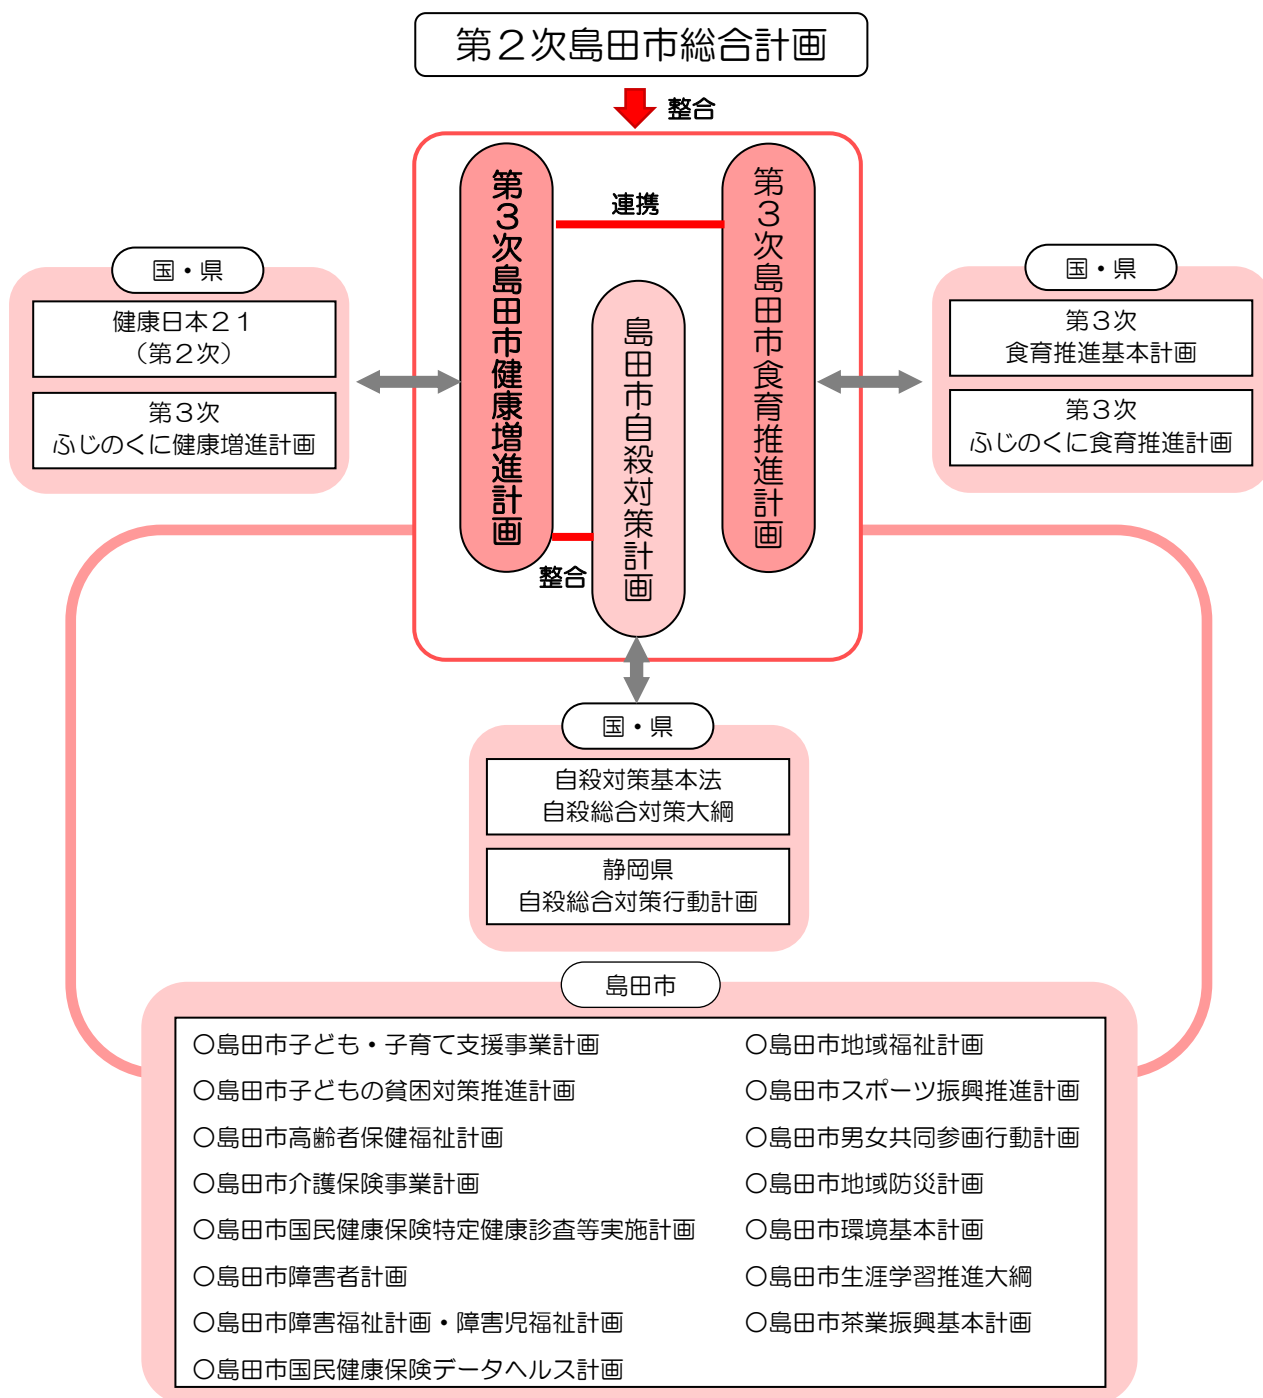 第２次島田市総合計画
整合
第３次島田市健康増進計画
連携
第３次島田市食育推進計画
島田市自殺対策計画
整合
国・県
健康日本２１
（第２次）
第３次
ふじのくに健康増進計画
国・県
第３次
食育推進基本計画
第３次
ふじのくに食育推進計画
国・県
自殺対策基本法
自殺総合対策大綱
静岡県
自殺総合対策行動計画
島田市
○島田市子ども・子育て支援事業計画
○島田市子どもの貧困対策推進計画
○島田市高齢者保健福祉計画
○島田市介護保険事業計画
○島田市国民健康保険特定健康診査等実施計画
○島田市障害者計画
○島田市障害福祉計画・障害児福祉計画
○島田市国民健康保険データヘルス計画
○島田市地域福祉計画
○島田市スポーツ振興推進計画
○島田市男女共同参画行動計画
○島田市地域防災計画
○島田市環境基本計画
○島田市生涯学習推進大綱
○島田市茶業振興基本計画